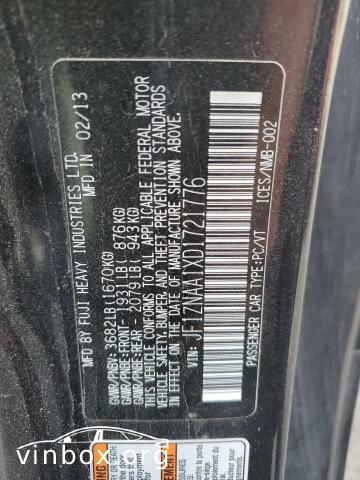 MFD BY FUJI HEAVY INDUSTRIES LTD.
MFD IN 02/13
GVWR/PNBV:3682LB(1670KG)
GAWR/PNBE:FRONT- 1931LB( 876KG)
GAWR/PNBE:REAR - 2079LB( 943KG)
THIS VEHICLE CONFORMS TO ALL APPLICABLE FEDERAL MOTOR
VEHICLE SAFETY,BUMPER,AND THEFT PREVENTION STANDARDS
IN EFFECT ON THE DATE OF MANUFACTURE SHOWN ABOVE.
VIN: JF1ZNAA1XD1721776
PASSENGER CAR TYPE:PC/VT ICES/NMB-002
vinbox.org